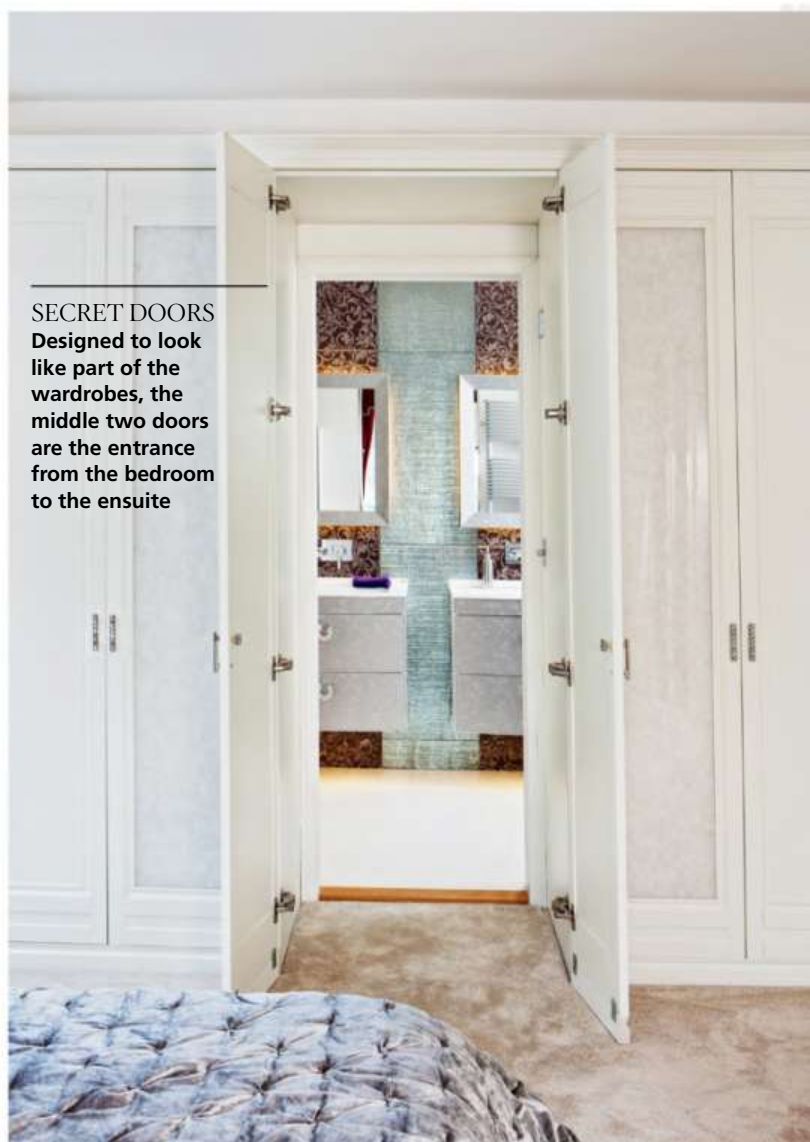 SECRET DOORS
Designed to look
like part of the
wardrobes, the
middle two doors
are the entrance
from the bedroom
to the ensuite